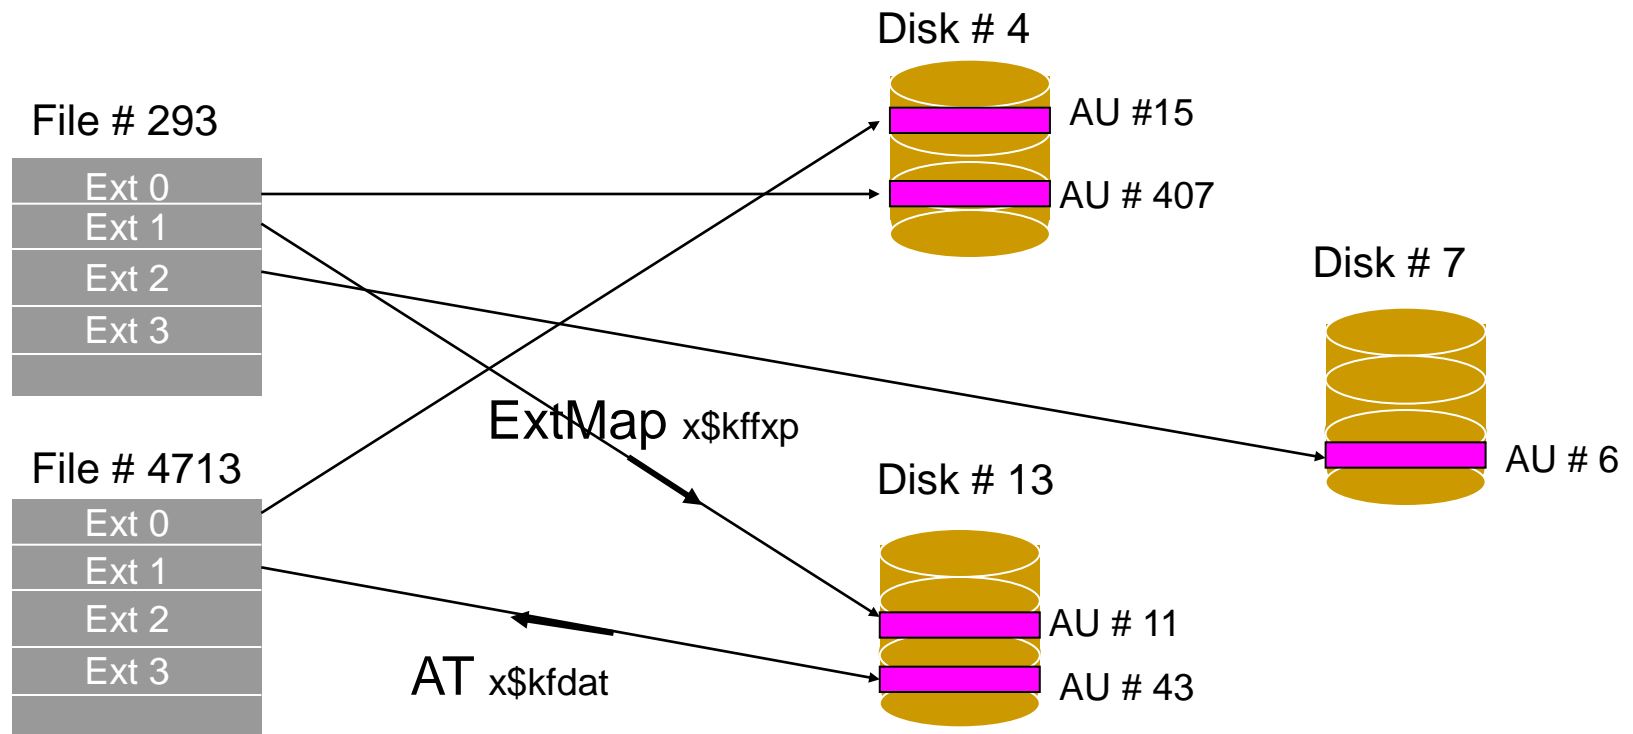 Disk # 4
File # 293
AU #15
Ext 0
AU # 407
Ext 1
Ext 2
Disk # 7
Ext 3
ExtMap x$kffxp
AU # 6
File # 4713
Disk # 13
Ext 0
Ext 1
Ext 2
AU # 11
Ext 3
AT x$kfdat
AU # 43